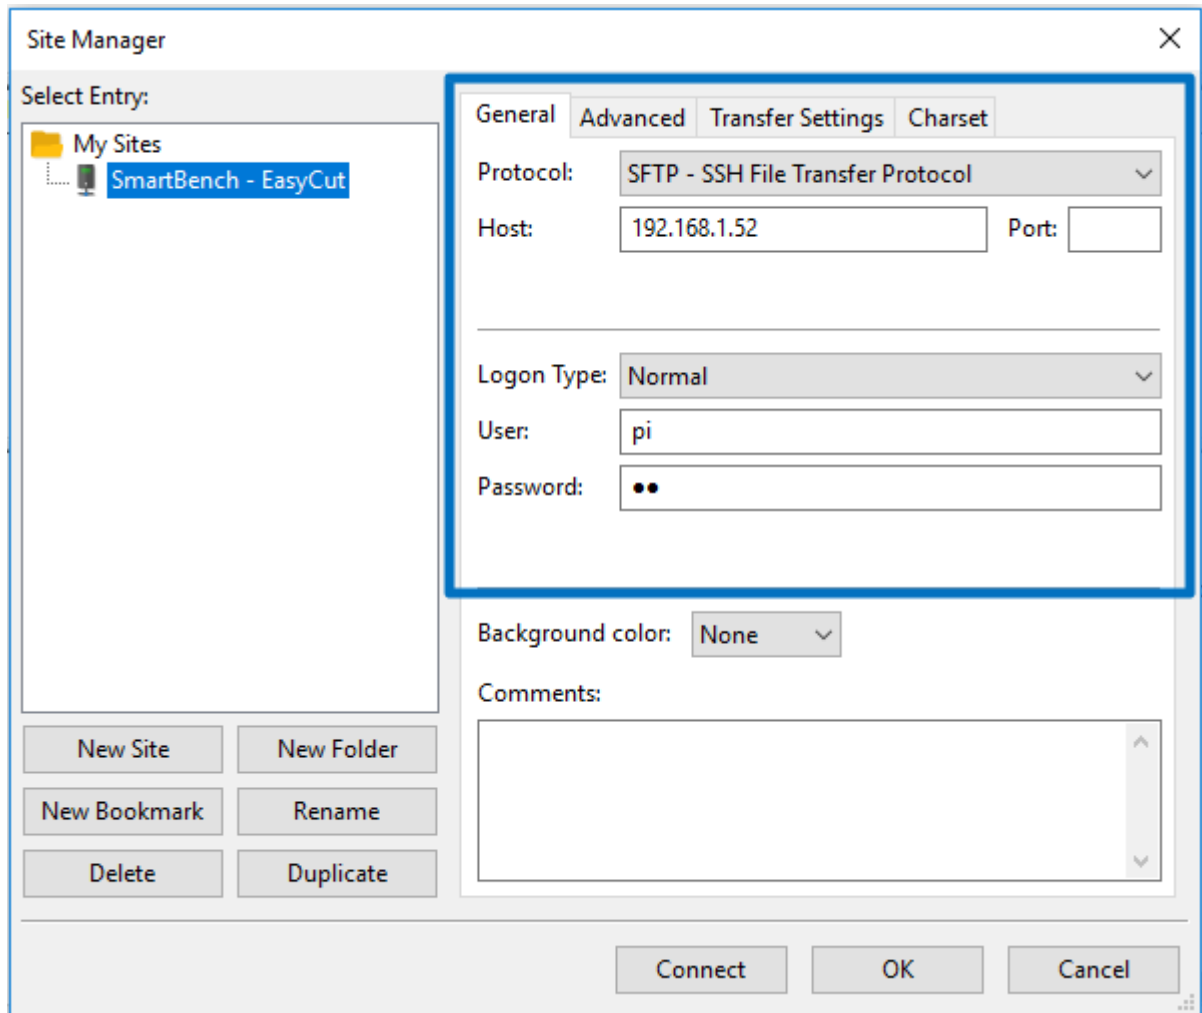 Site Manager
Select Entry:
My Sites
SmartBench - EasyCut
General Advanced Transfer Settings Charset
Protocol: SFTP - SSH File Transfer Protocol
Host: 192.168.1.52 Port:
Logon Type: Normal
User: pi
Password: ●●
Background color: None
Comments:
New Site New Folder
New Bookmark Rename
Delete Duplicate
Connect OK Cancel